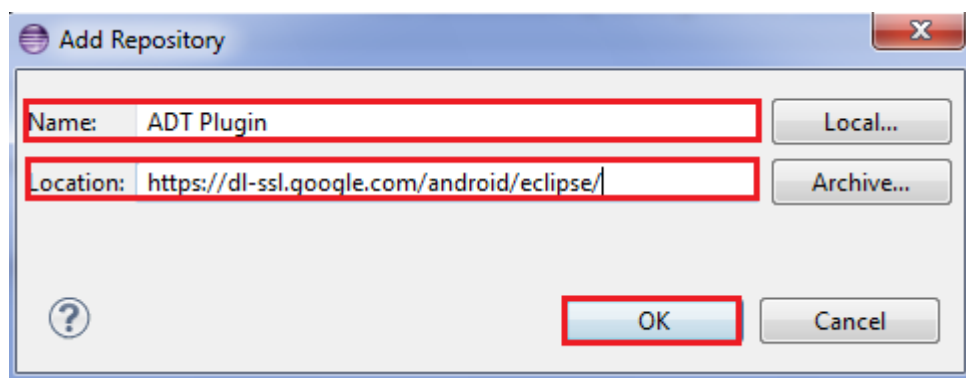 Add Repository
Name: ADT Plugin Local...
Location: https://dl-ssl.google.com/android/eclipse/ Archive...
? OK Cancel